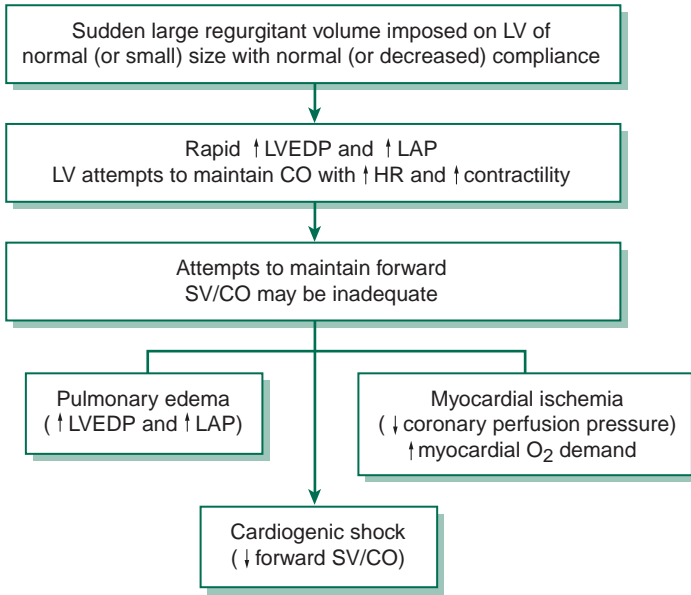 Sudden large regurgitant volume imposed on LV of
normal (or small) size with normal (or decreased) compliance
Rapid ↑LVEDP and ↑LAP
LV attempts to maintain CO with ↑HR and ↑contractility
Attempts to maintain forward
SV/CO may be inadequate
Pulmonary edema
(↑LVEDP and ↑LAP)
Myocardial ischemia
(↓coronary perfusion pressure)
↑myocardial O₂ demand
Cardiogenic shock
(↓forward SV/CO)